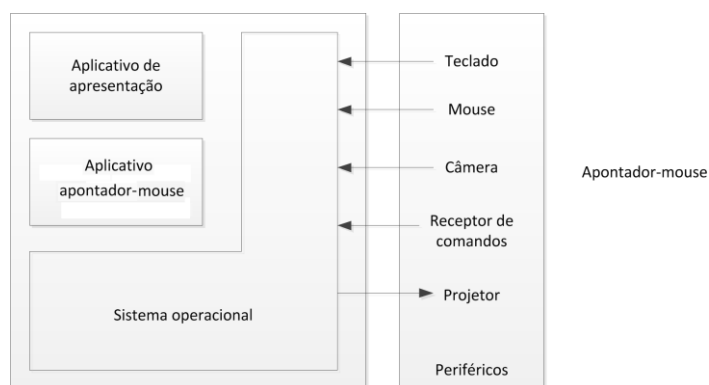 Aplicativo de
apresentação
Aplicativo
apontador-mouse
Sistema operacional
Teclado
Mouse
Câmera
Receptor de
comandos
Projetor
Periféricos
Apontador-mouse